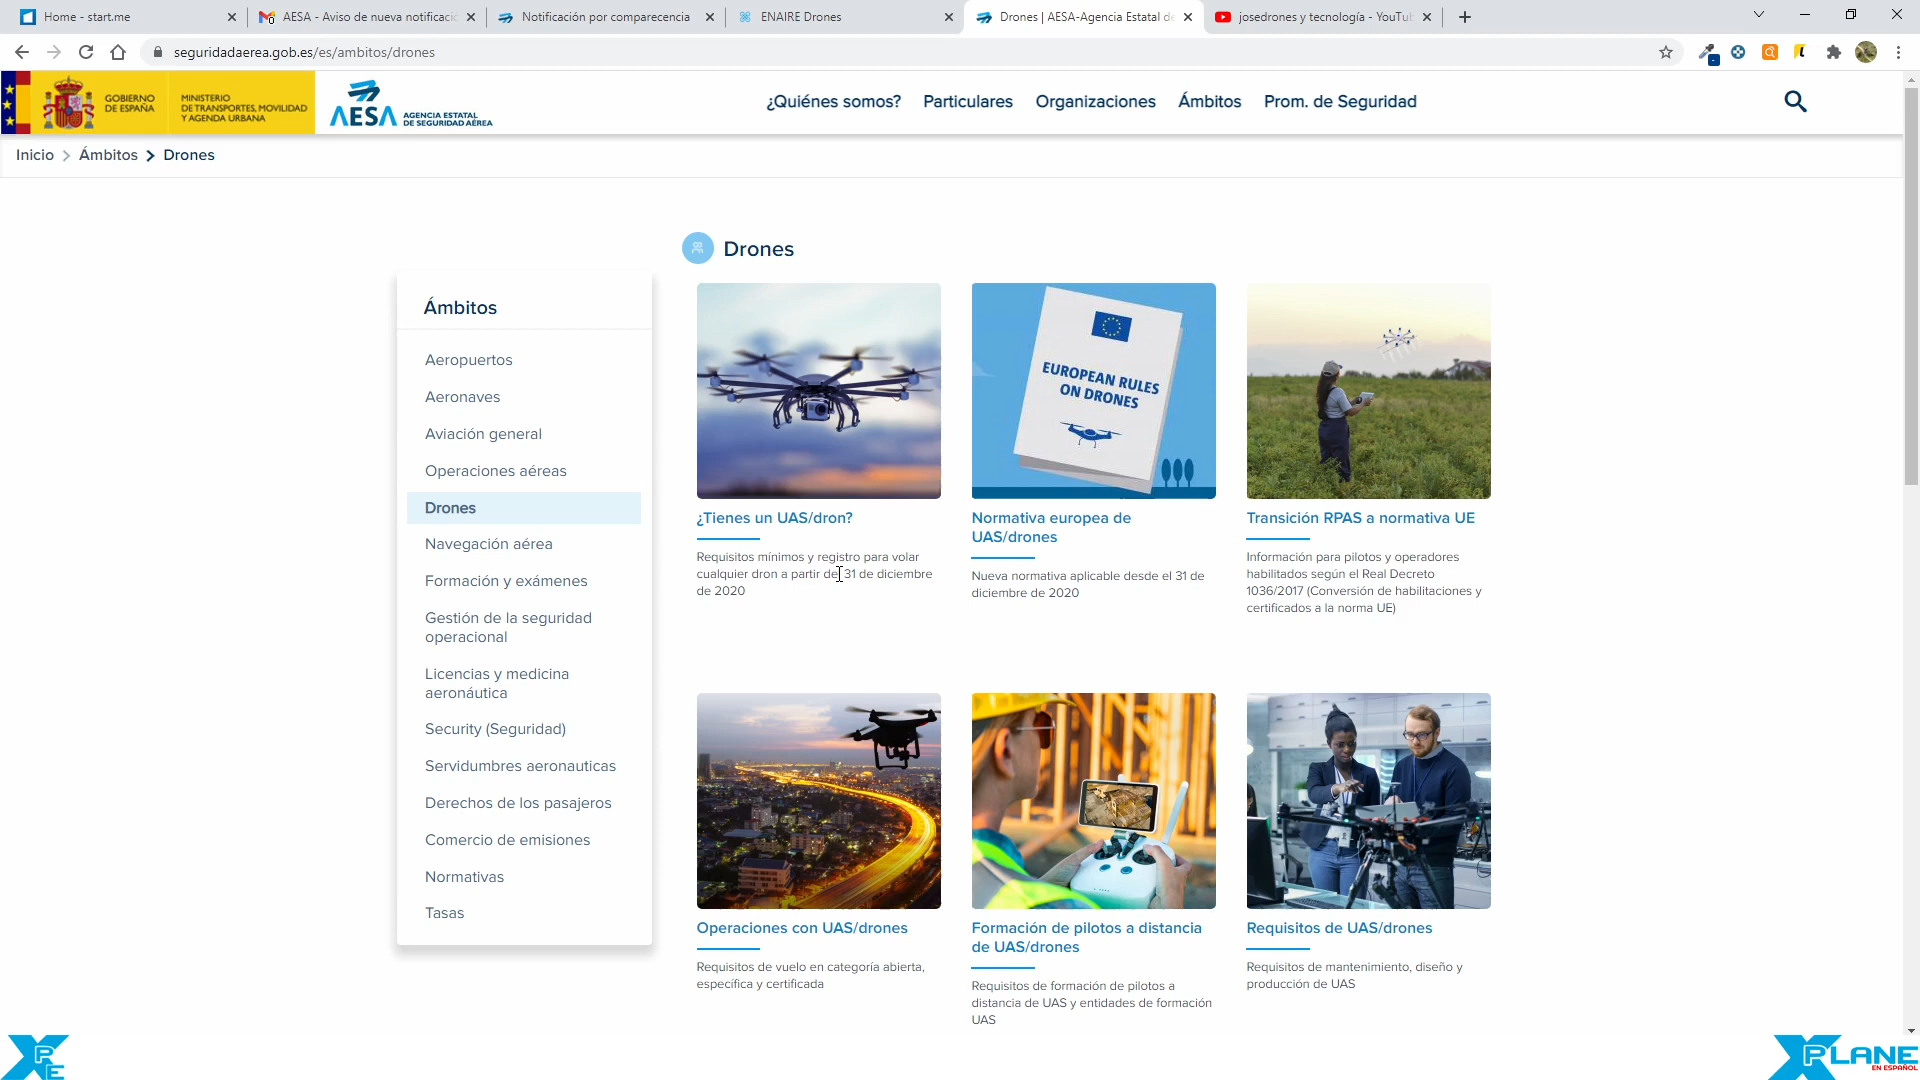 Home - start.me
AESA - Aviso de nueva notificaci
Notificación por comparecencia
ENAIRE Drones
Drones | AESA-Agencia Estatal de
josedrones y tecnología - YouTu
seguridadaerea.gob.es/es/ambitos/drones
GOBIERNO
DE ESPAÑA
MINISTERIO
DE TRANSPORTES, MOVILIDAD
Y AGENDA URBANA
AESA
AGENCIA ESTATAL
DE SEGURIDAD AÉREA
¿Quiénes somos?
Particulares
Organizaciones
Ámbitos
Prom. de Seguridad
Inicio > Ámbitos > Drones
Drones
Ámbitos
Aeropuertos
Aeronaves
Aviación general
Operaciones aéreas
Drones
Navegación aérea
Formación y exámenes
Gestión de la seguridad
operacional
Licencias y medicina
aeronáutica
Security (Seguridad)
Servidumbres aeronauticas
Derechos de los pasajeros
Comercio de emisiones
Normativas
Tasas
¿Tienes un UAS/dron?
Requisitos mínimos y registro para volar
cualquier dron a partir del 31 de diciembre
de 2020
EUROPEAN RULES
ON DRONES
Normativa europea de
UAS/drones
Nueva normativa aplicable desde el 31 de
diciembre de 2020
Transición RPAS a normativa UE
Información para pilotos y operadores
habilitados según el Real Decreto
1036/2017 (Conversión de habilitaciones y
certificados a la norma UE)
Operaciones con UAS/drones
Requisitos de vuelo en categoría abierta,
específica y certificada
Formación de pilotos a distancia
de UAS/drones
Requisitos de formación de pilotos a
distancia de UAS y entidades de formación
UAS
Requisitos de UAS/drones
Requisitos de mantenimiento, diseño y
producción de UAS
XPE
XPLANE
EN ESPAÑOL